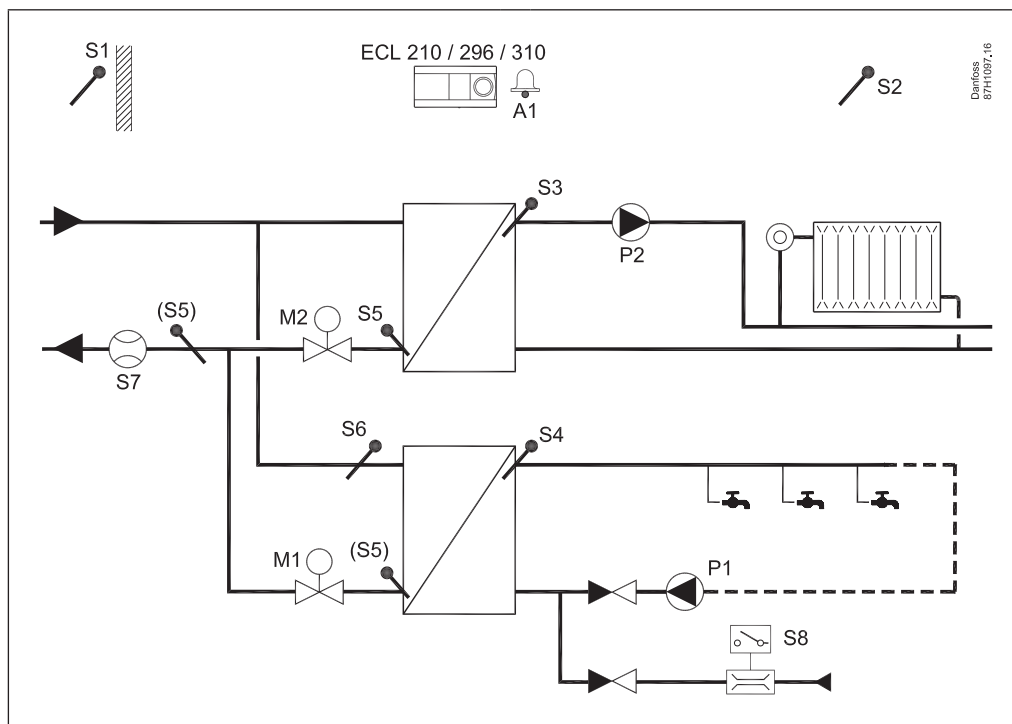 S1
ECL 210 / 296 / 310
A1
S2
Danfoss
87H1097.16
S3
P2
(S5)
M2
S5
S7
S6
S4
M1
(S5)
P1
S8